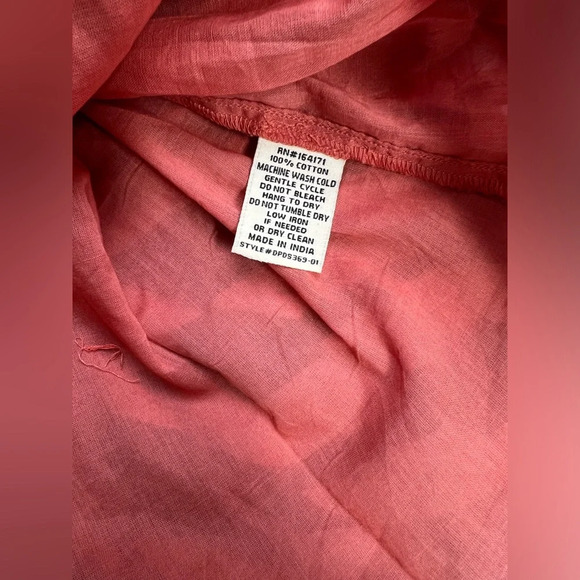 RN#164171
100% COTTON
MACHINE WASH COLD
GENTLE CYCLE
DO NOT BLEACH
HANG TO DRY
DO NOT TUMBLE DRY
LOW IRON
IF NEEDED
OR DRY CLEAN
MADE IN INDIA
STYLE#DPDS369-01